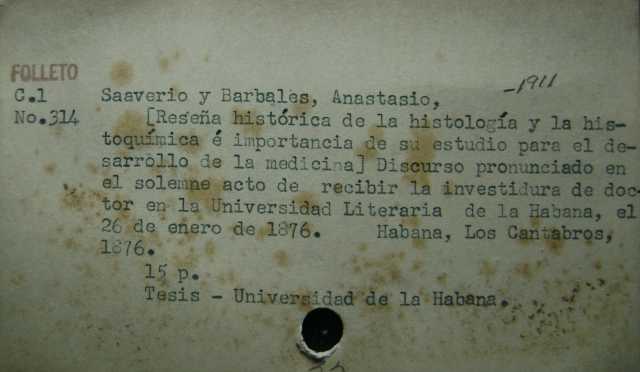 FOLLETO
-1911
C.1 Saaverio y Barbales, Anastasio,
No.314 [Reseña histórica de la histología y la his-
toquímica é importancia de su estudio para el de-
sarrollo de la medicina] Discurso pronunciado en
el solemne acto de recibir la investidura de doc-
tor en la Universidad Literaria de la Habana, el
26 de enero de 1876. Habana, Los Cantabros,
1876.
15 p.
Tesis - Universidad de la Habana.